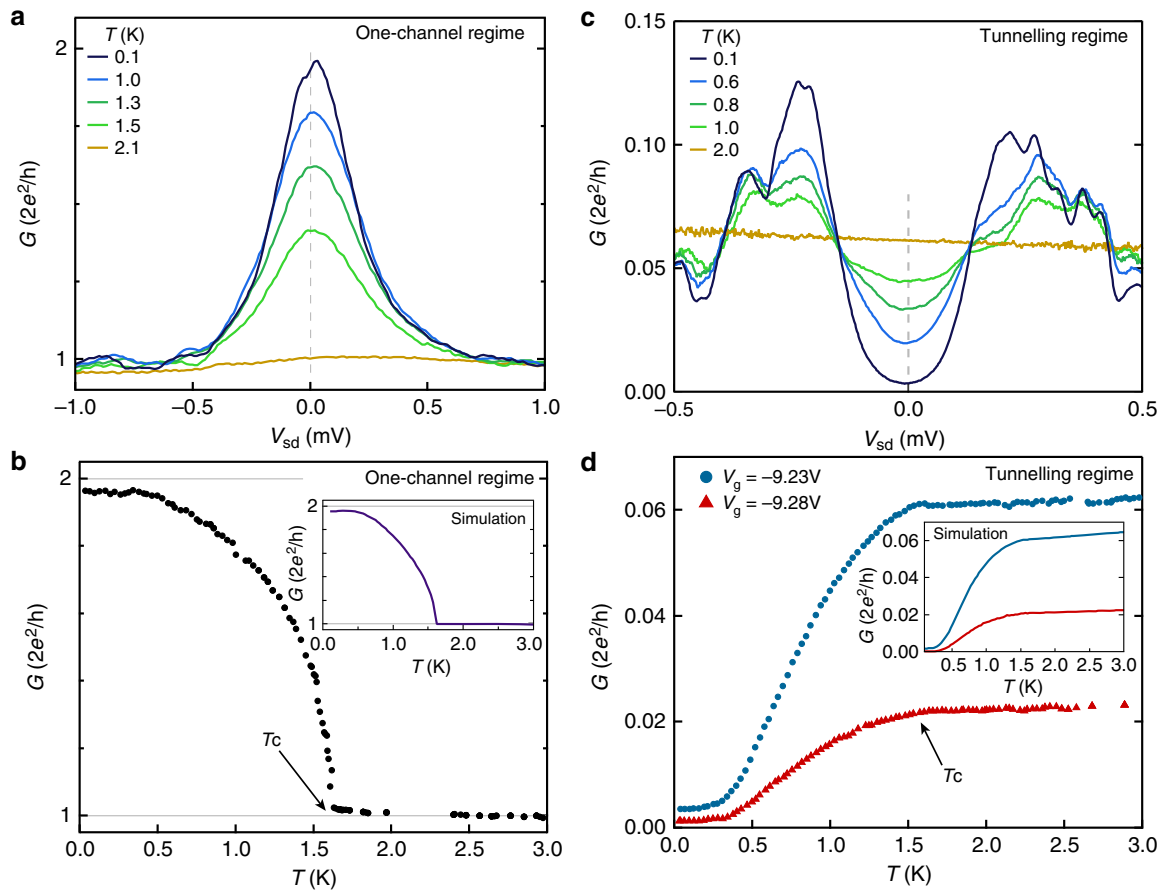 a
T (K)
0.1
1.0
1.3
1.5
2.1
One-channel regime
2
1
G (2e²/h)
−1.0
−0.5
0.0
0.5
1.0
V_sd (mV)
b
One-channel regime
2
1
G (2e²/h)
Tc
0.0
0.5
1.0
1.5
2.0
2.5
3.0
T (K)
Simulation
2
1
G (2e²/h)
0.0
1.0
2.0
3.0
T (K)
c
T (K)
0.1
0.6
0.8
1.0
2.0
Tunnelling regime
0.15
0.10
0.05
0.00
G (2e²/h)
−0.5
0.0
0.5
V_sd (mV)
d
V_g = −9.23V
V_g = −9.28V
Tunnelling regime
0.06
0.04
0.02
0.00
G (2e²/h)
Tc
0.0
0.5
1.0
1.5
2.0
2.5
3.0
T (K)
Simulation
0.06
0.04
0.02
0.00
G (2e²/h)
0.5
1.0
1.5
2.0
2.5
3.0
T (K)